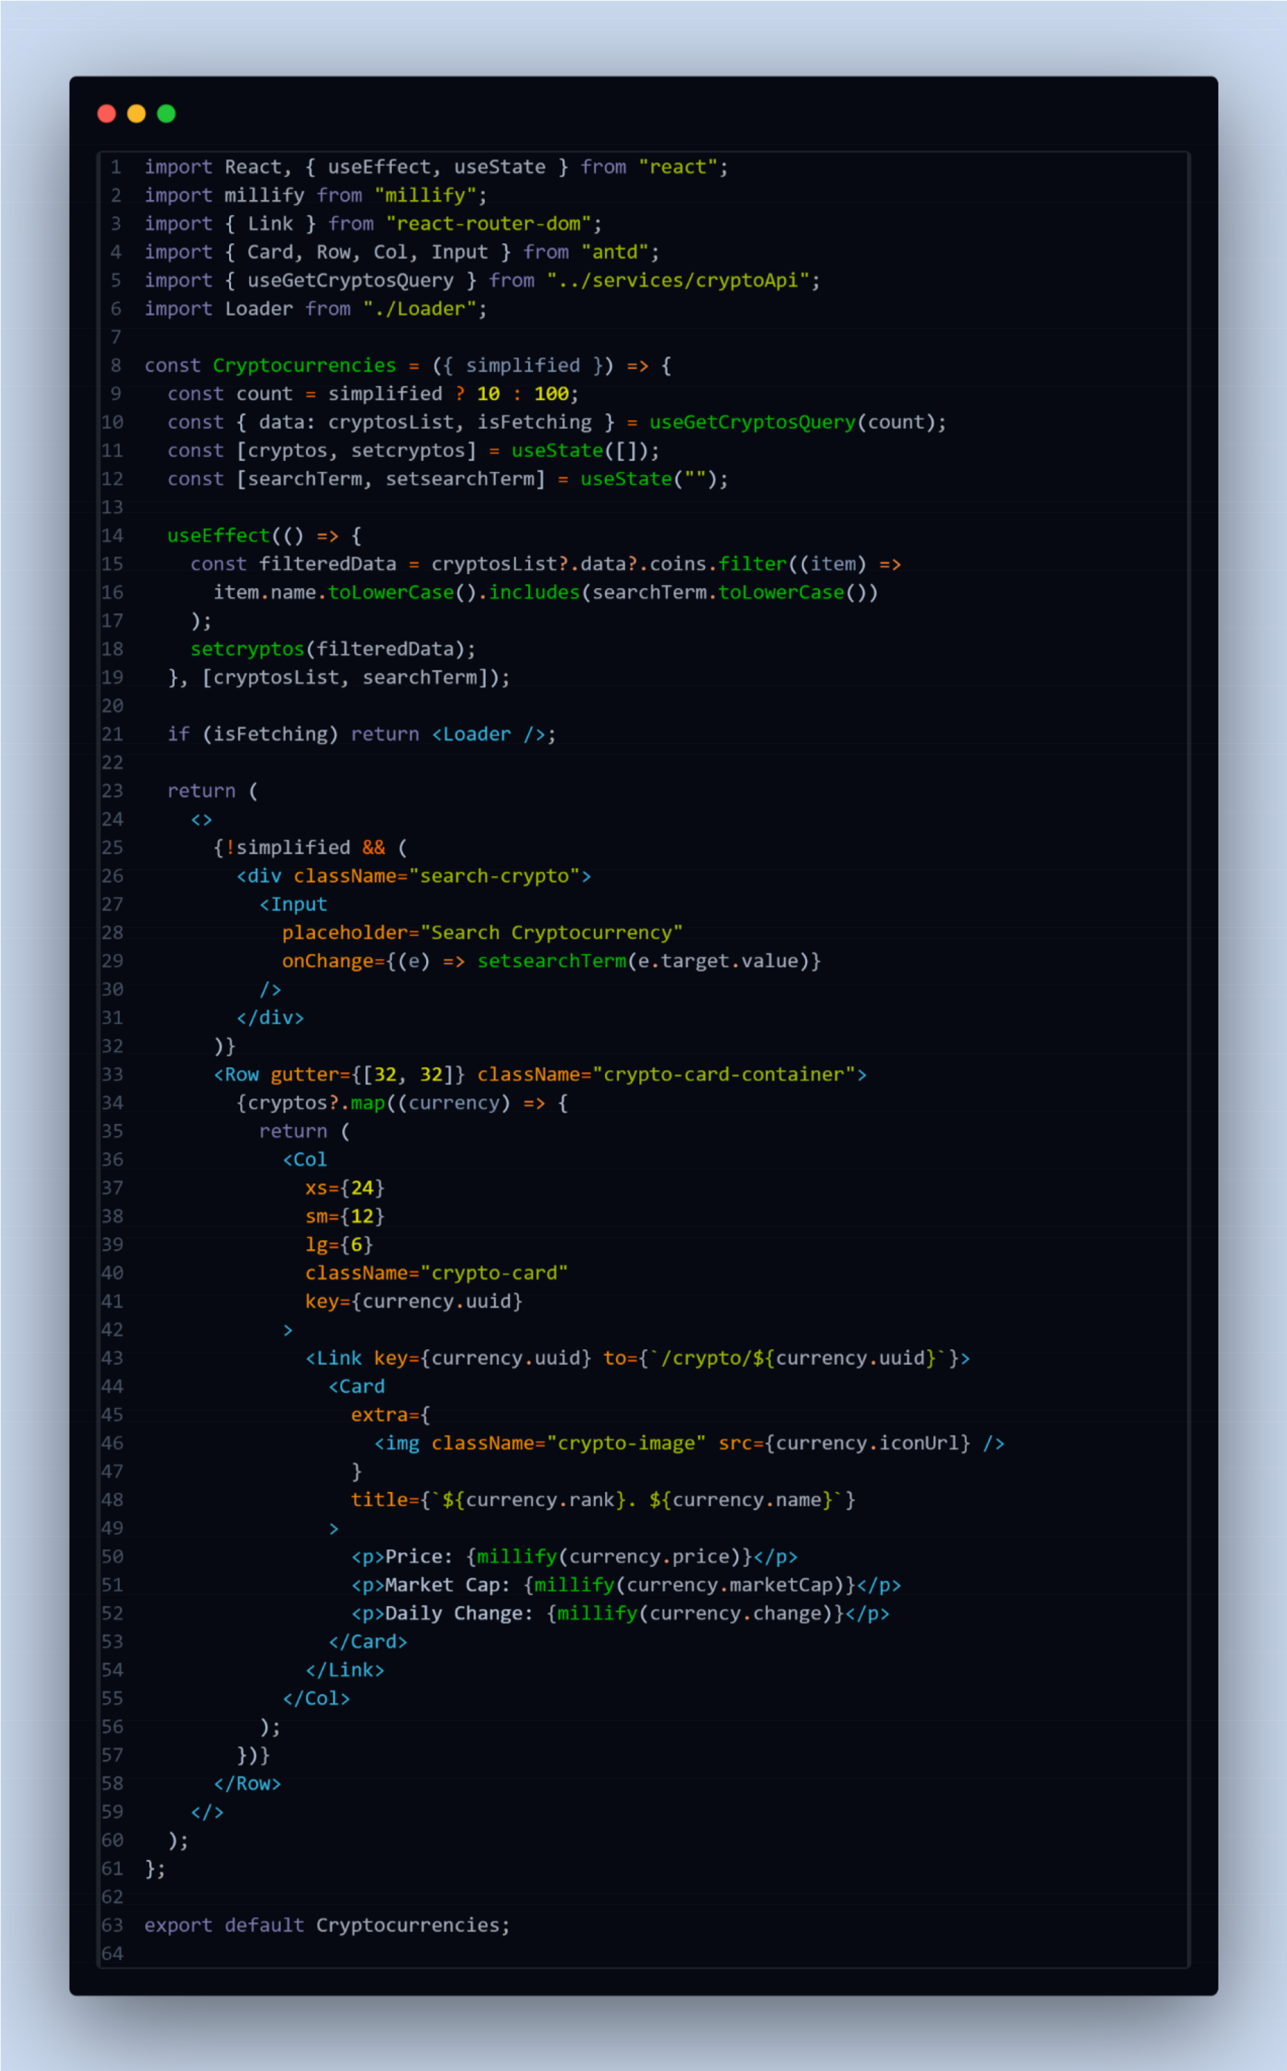 1 import React, { useEffect, useState } from "react";
2 import millify from "millify";
3 import { Link } from "react-router-dom";
4 import { Card, Row, Col, Input } from "antd";
5 import { useGetCryptosQuery } from "../services/cryptoApi";
6 import Loader from "./Loader";
7
8 const Cryptocurrencies = ({ simplified }) => {
9   const count = simplified ? 10 : 100;
10   const { data: cryptosList, isFetching } = useGetCryptosQuery(count);
11   const [cryptos, setcryptos] = useState([]);
12   const [searchTerm, setsearchTerm] = useState("");
13
14   useEffect(() => {
15     const filteredData = cryptosList?.data?.coins.filter((item) =>
16       item.name.toLowerCase().includes(searchTerm.toLowerCase())
17     );
18     setcryptos(filteredData);
19   }, [cryptosList, searchTerm]);
20
21   if (isFetching) return <Loader />;
22
23   return (
24     <>
25       {!simplified && (
26         <div className="search-crypto">
27           <Input
28             placeholder="Search Cryptocurrency"
29             onChange={(e) => setsearchTerm(e.target.value)}
30           />
31         </div>
32       )}
33       <Row gutter={[32, 32]} className="crypto-card-container">
34         {cryptos?.map((currency) => {
35           return (
36             <Col
37               xs={24}
38               sm={12}
39               lg={6}
40               className="crypto-card"
41               key={currency.uuid}
42             >
43               <Link key={currency.uuid} to={`/crypto/${currency.uuid}`}>
44                 <Card
45                   extra={
46                     <img className="crypto-image" src={currency.iconUrl} />
47                   }
48                   title={`${currency.rank}. ${currency.name}`}
49                 >
50                   <p>Price: {millify(currency.price)}</p>
51                   <p>Market Cap: {millify(currency.marketCap)}</p>
52                   <p>Daily Change: {millify(currency.change)}</p>
53                 </Card>
54               </Link>
55             </Col>
56           );
57         })}
58       </Row>
59     </>
60   );
61 };
62
63 export default Cryptocurrencies;
64